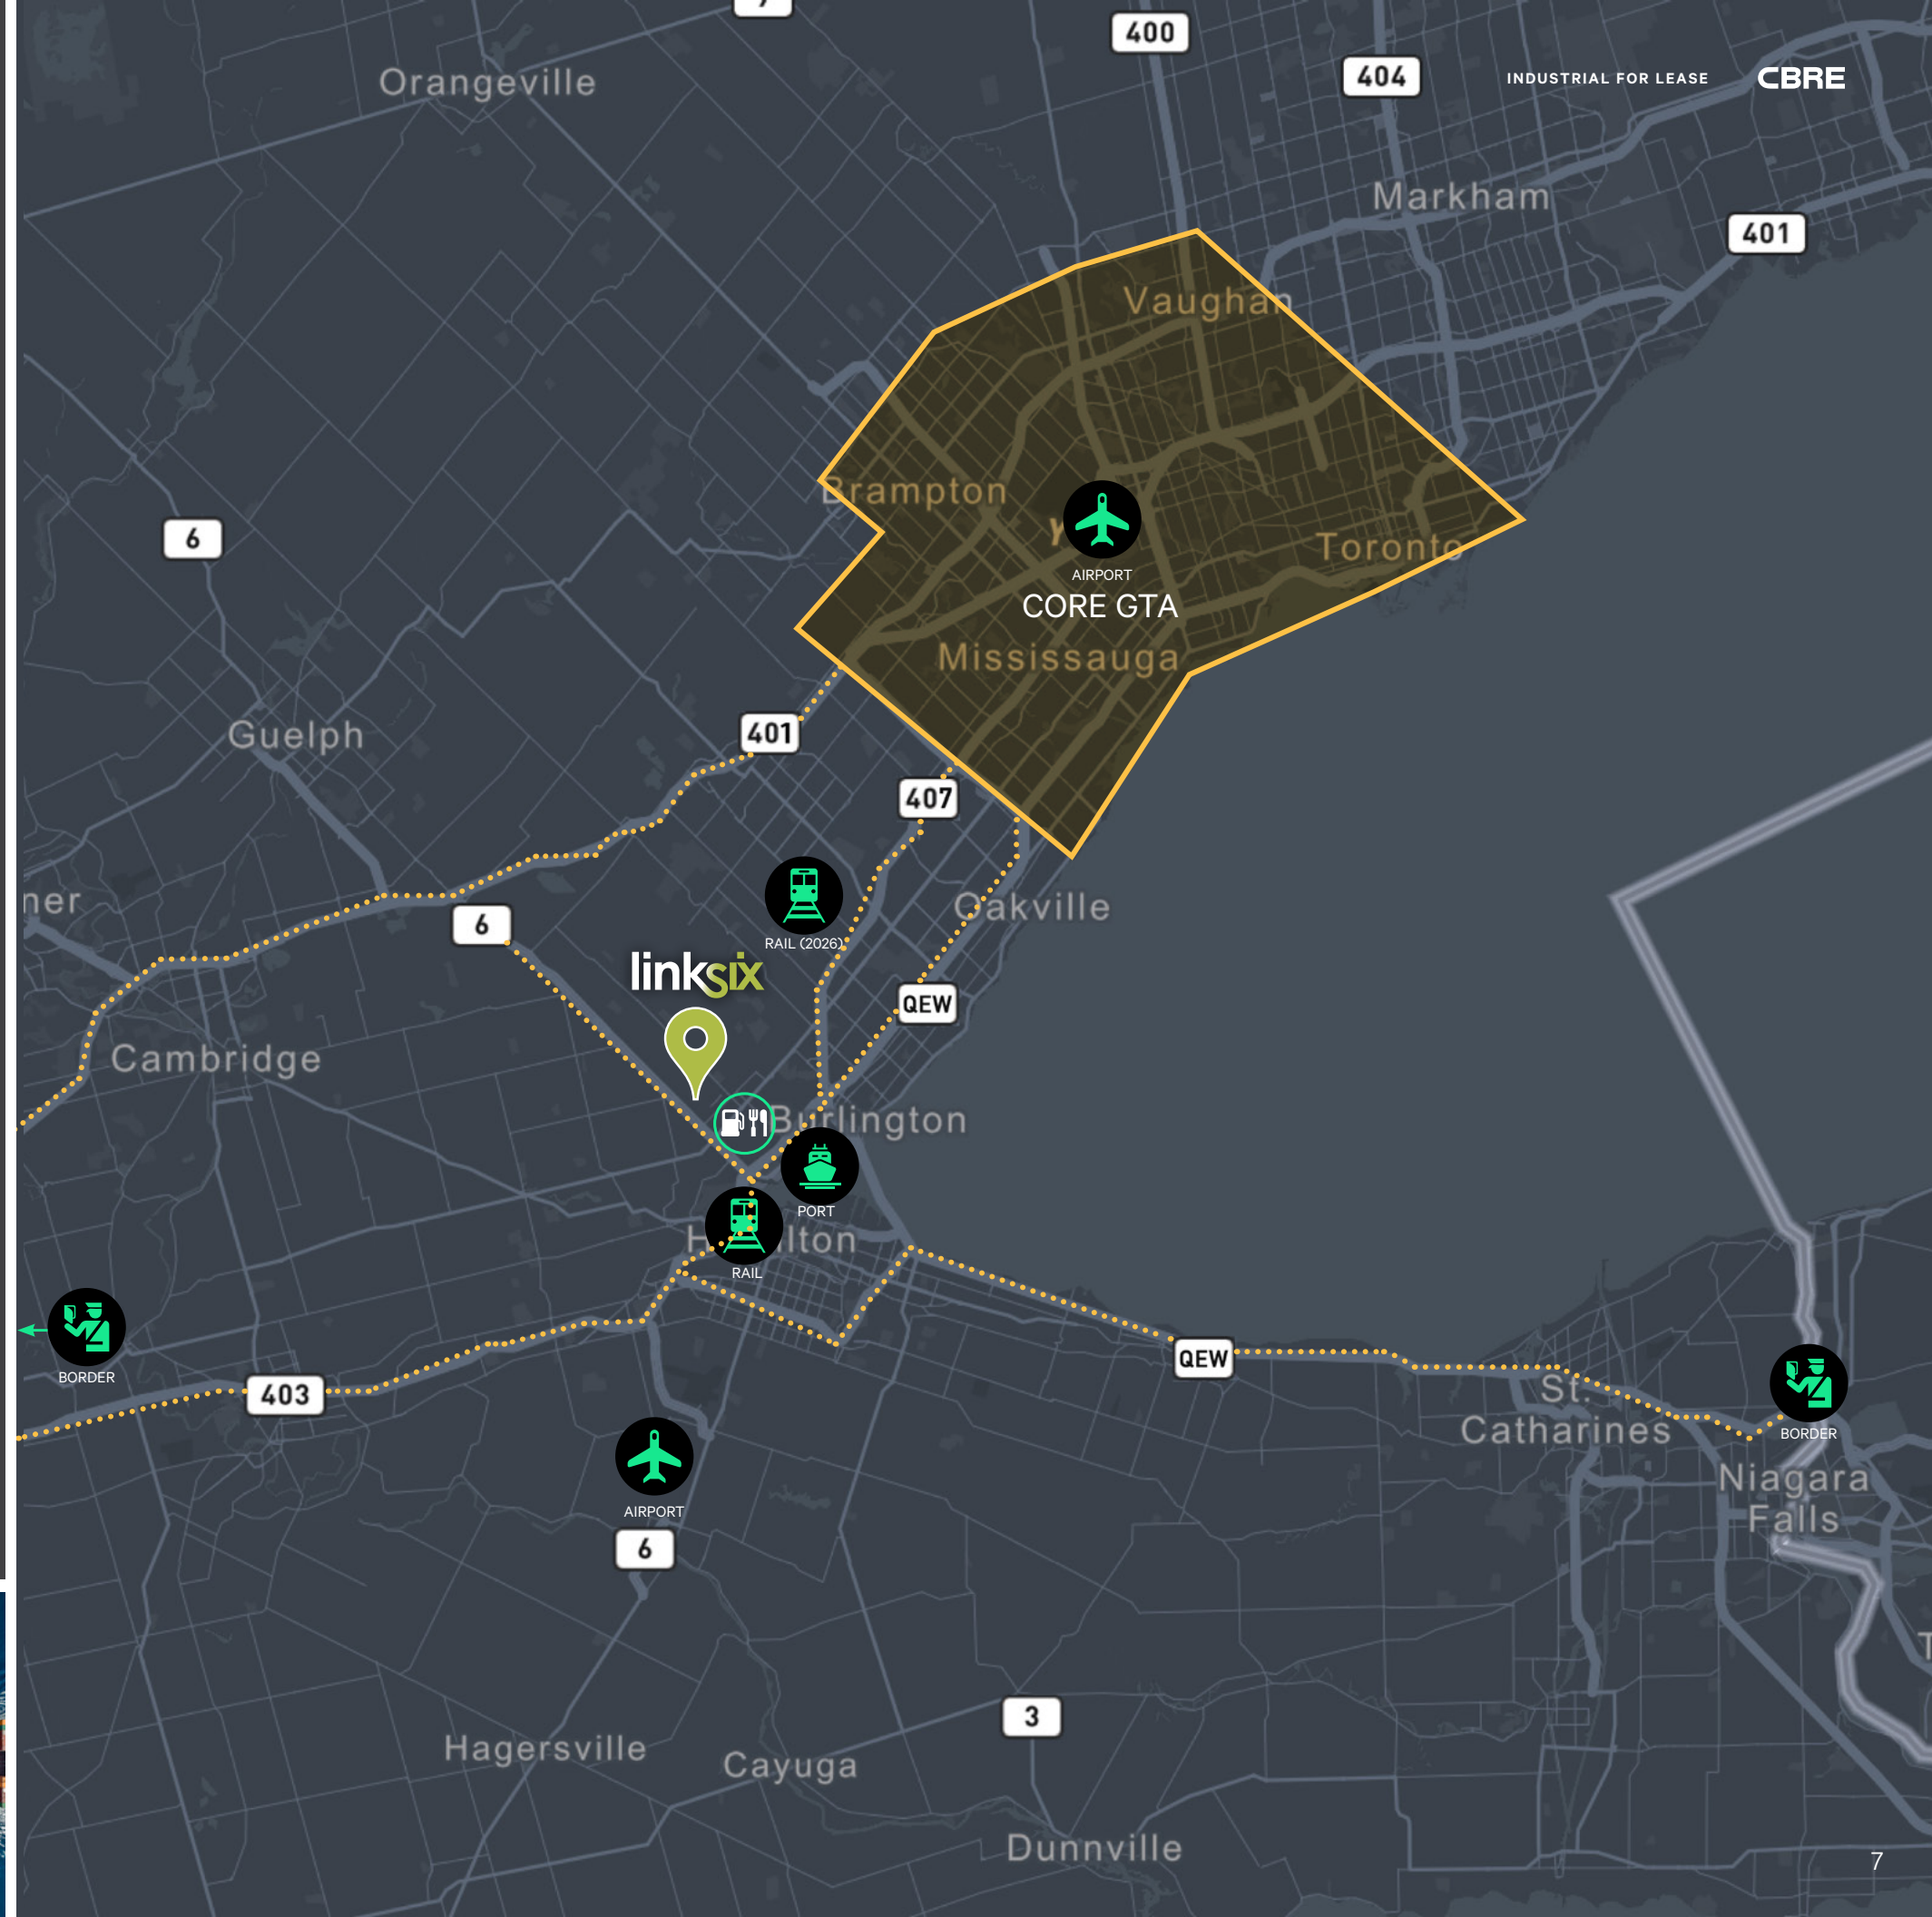 7
400
404
INDUSTRIAL FOR LEASE
CBRE
Orangeville
Markham
401
Vaughan
6
Brampton
Y
AIRPORT
Toronto
CORE GTA
Mississauga
Guelph
401
407
ner
6
RAIL (2026)
Oakville
linksix
QEW
Cambridge
Burlington
PORT
RAIL
BORDER
403
QEW
St.
Catharines
BORDER
Niagara
Falls
AIRPORT
6
3
Hagersville
Cayuga
Dunnville
7